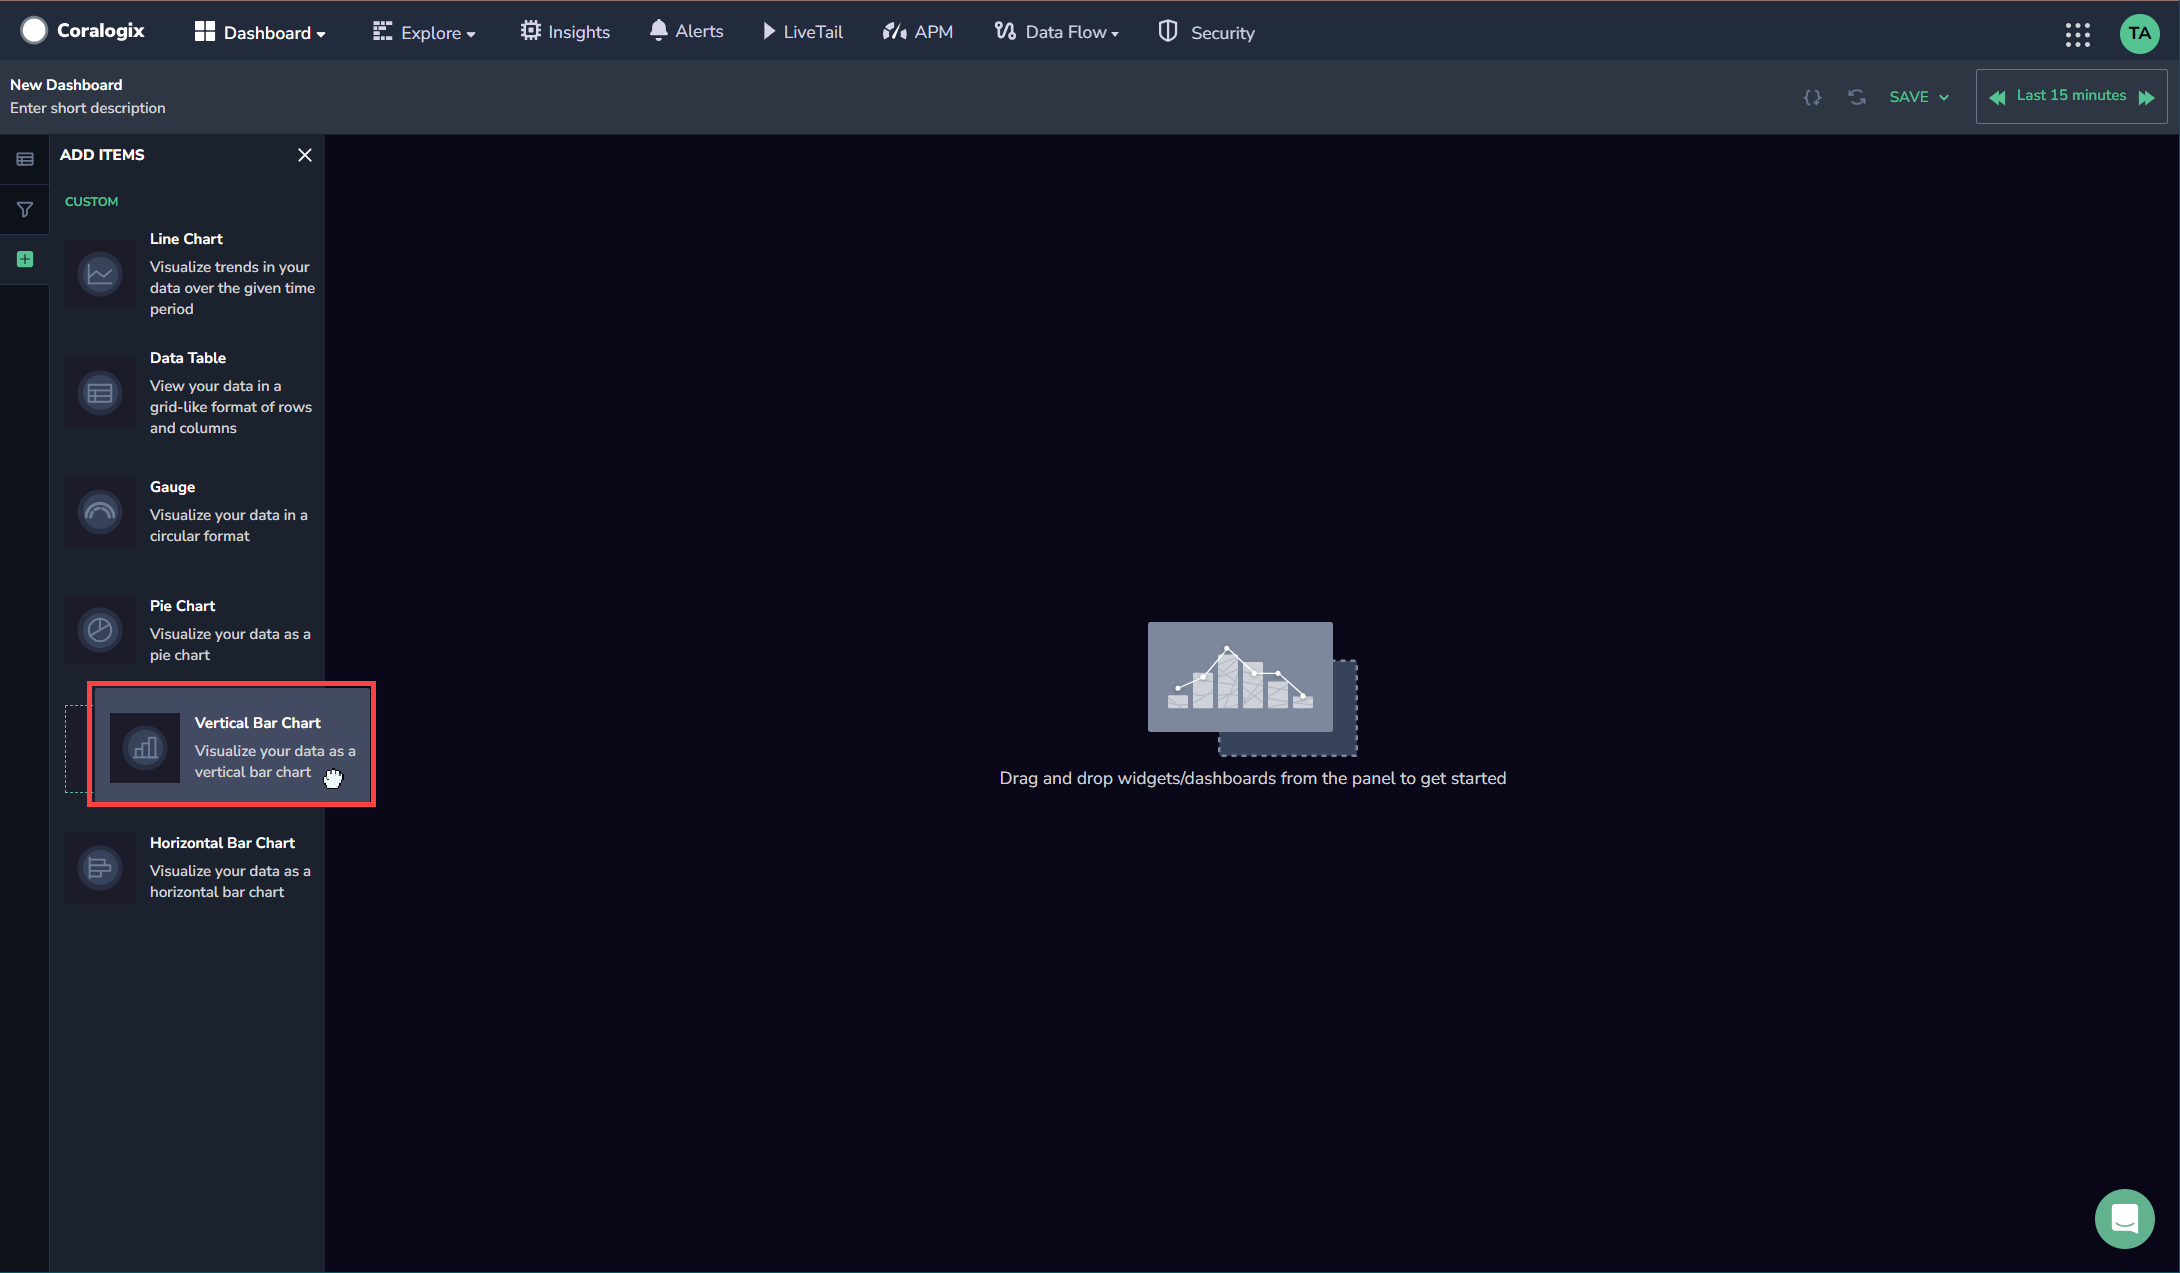 Coralogix
Dashboard
Explore
Insights
Alerts
LiveTail
APM
Data Flow
Security
TA
New Dashboard
Enter short description
SAVE
Last 15 minutes
ADD ITEMS
CUSTOM
Line Chart
Visualize trends in your
data over the given time
period
Data Table
View your data in a
grid-like format of rows
and columns
Gauge
Visualize your data in a
circular format
Pie Chart
Visualize your data as a
pie chart
Vertical Bar Chart
Visualize your data as a
vertical bar chart
Horizontal Bar Chart
Visualize your data as a
horizontal bar chart
Drag and drop widgets/dashboards from the panel to get started